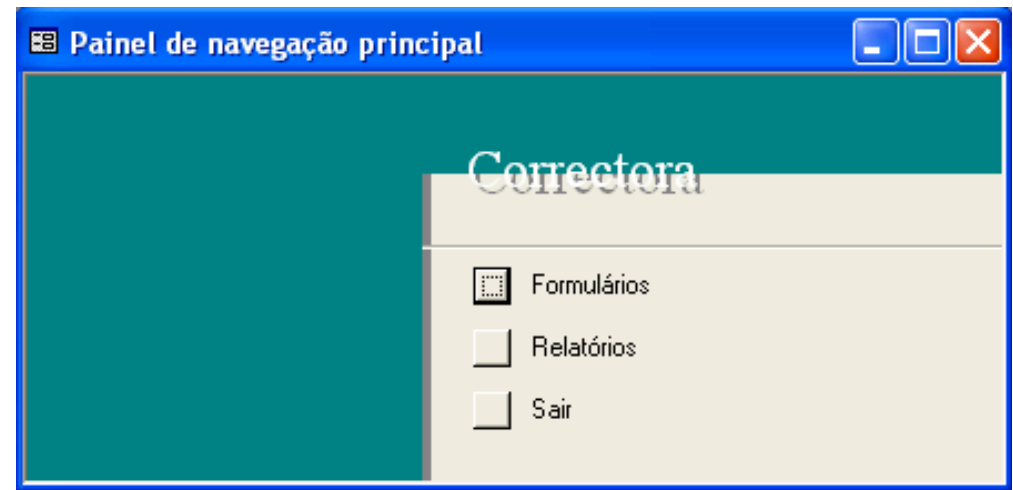 Painel de navegação principal
Correctora
Formulários
Relatórios
Sair